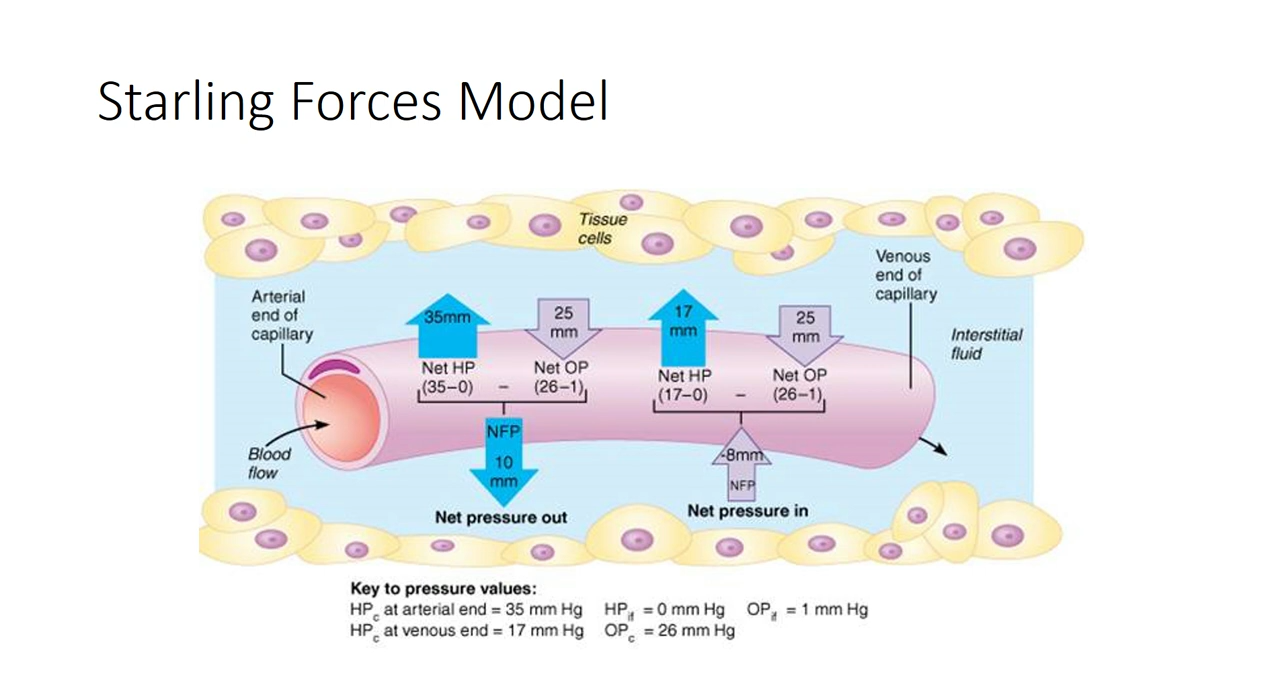 Starling Forces Model
Tissue
cells
Venous
end of
capillary
Arterial
end of
capillary
35mm
25
mm
17
mm
25
mm
Interstitial
fluid
Net HP
(35–0)
–
Net OP
(26–1)
Net HP
(17–0)
–
Net OP
(26–1)
NFP
10
mm
-8mm
NFP
Blood
flow
Net pressure out
Net pressure in
Key to pressure values:
HPc at arterial end = 35 mm Hg HPif = 0 mm Hg OPif = 1 mm Hg
HPc at venous end = 17 mm Hg OPc = 26 mm Hg